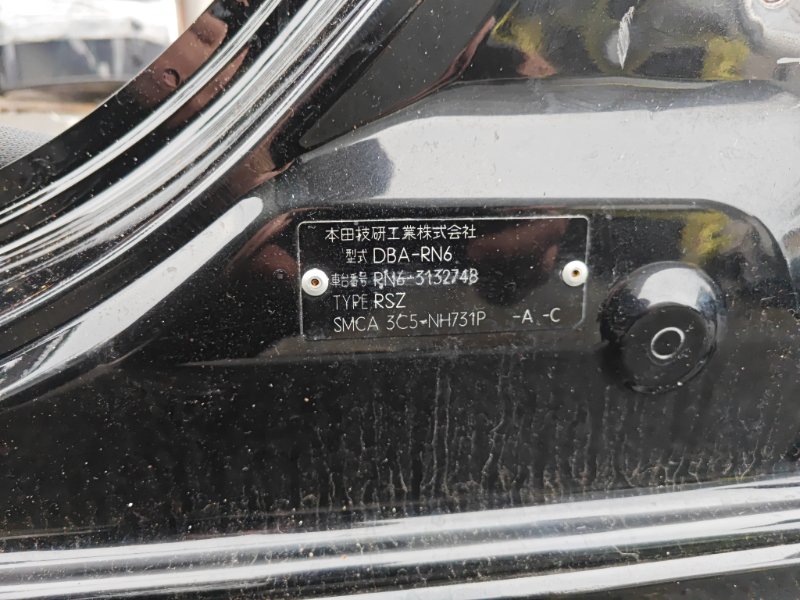 本田技研工業株式会社
型式 DBA-RN6
車台番号 RN6-3132748
TYPE RSZ
SMCA 3C5-NH731P -A -C